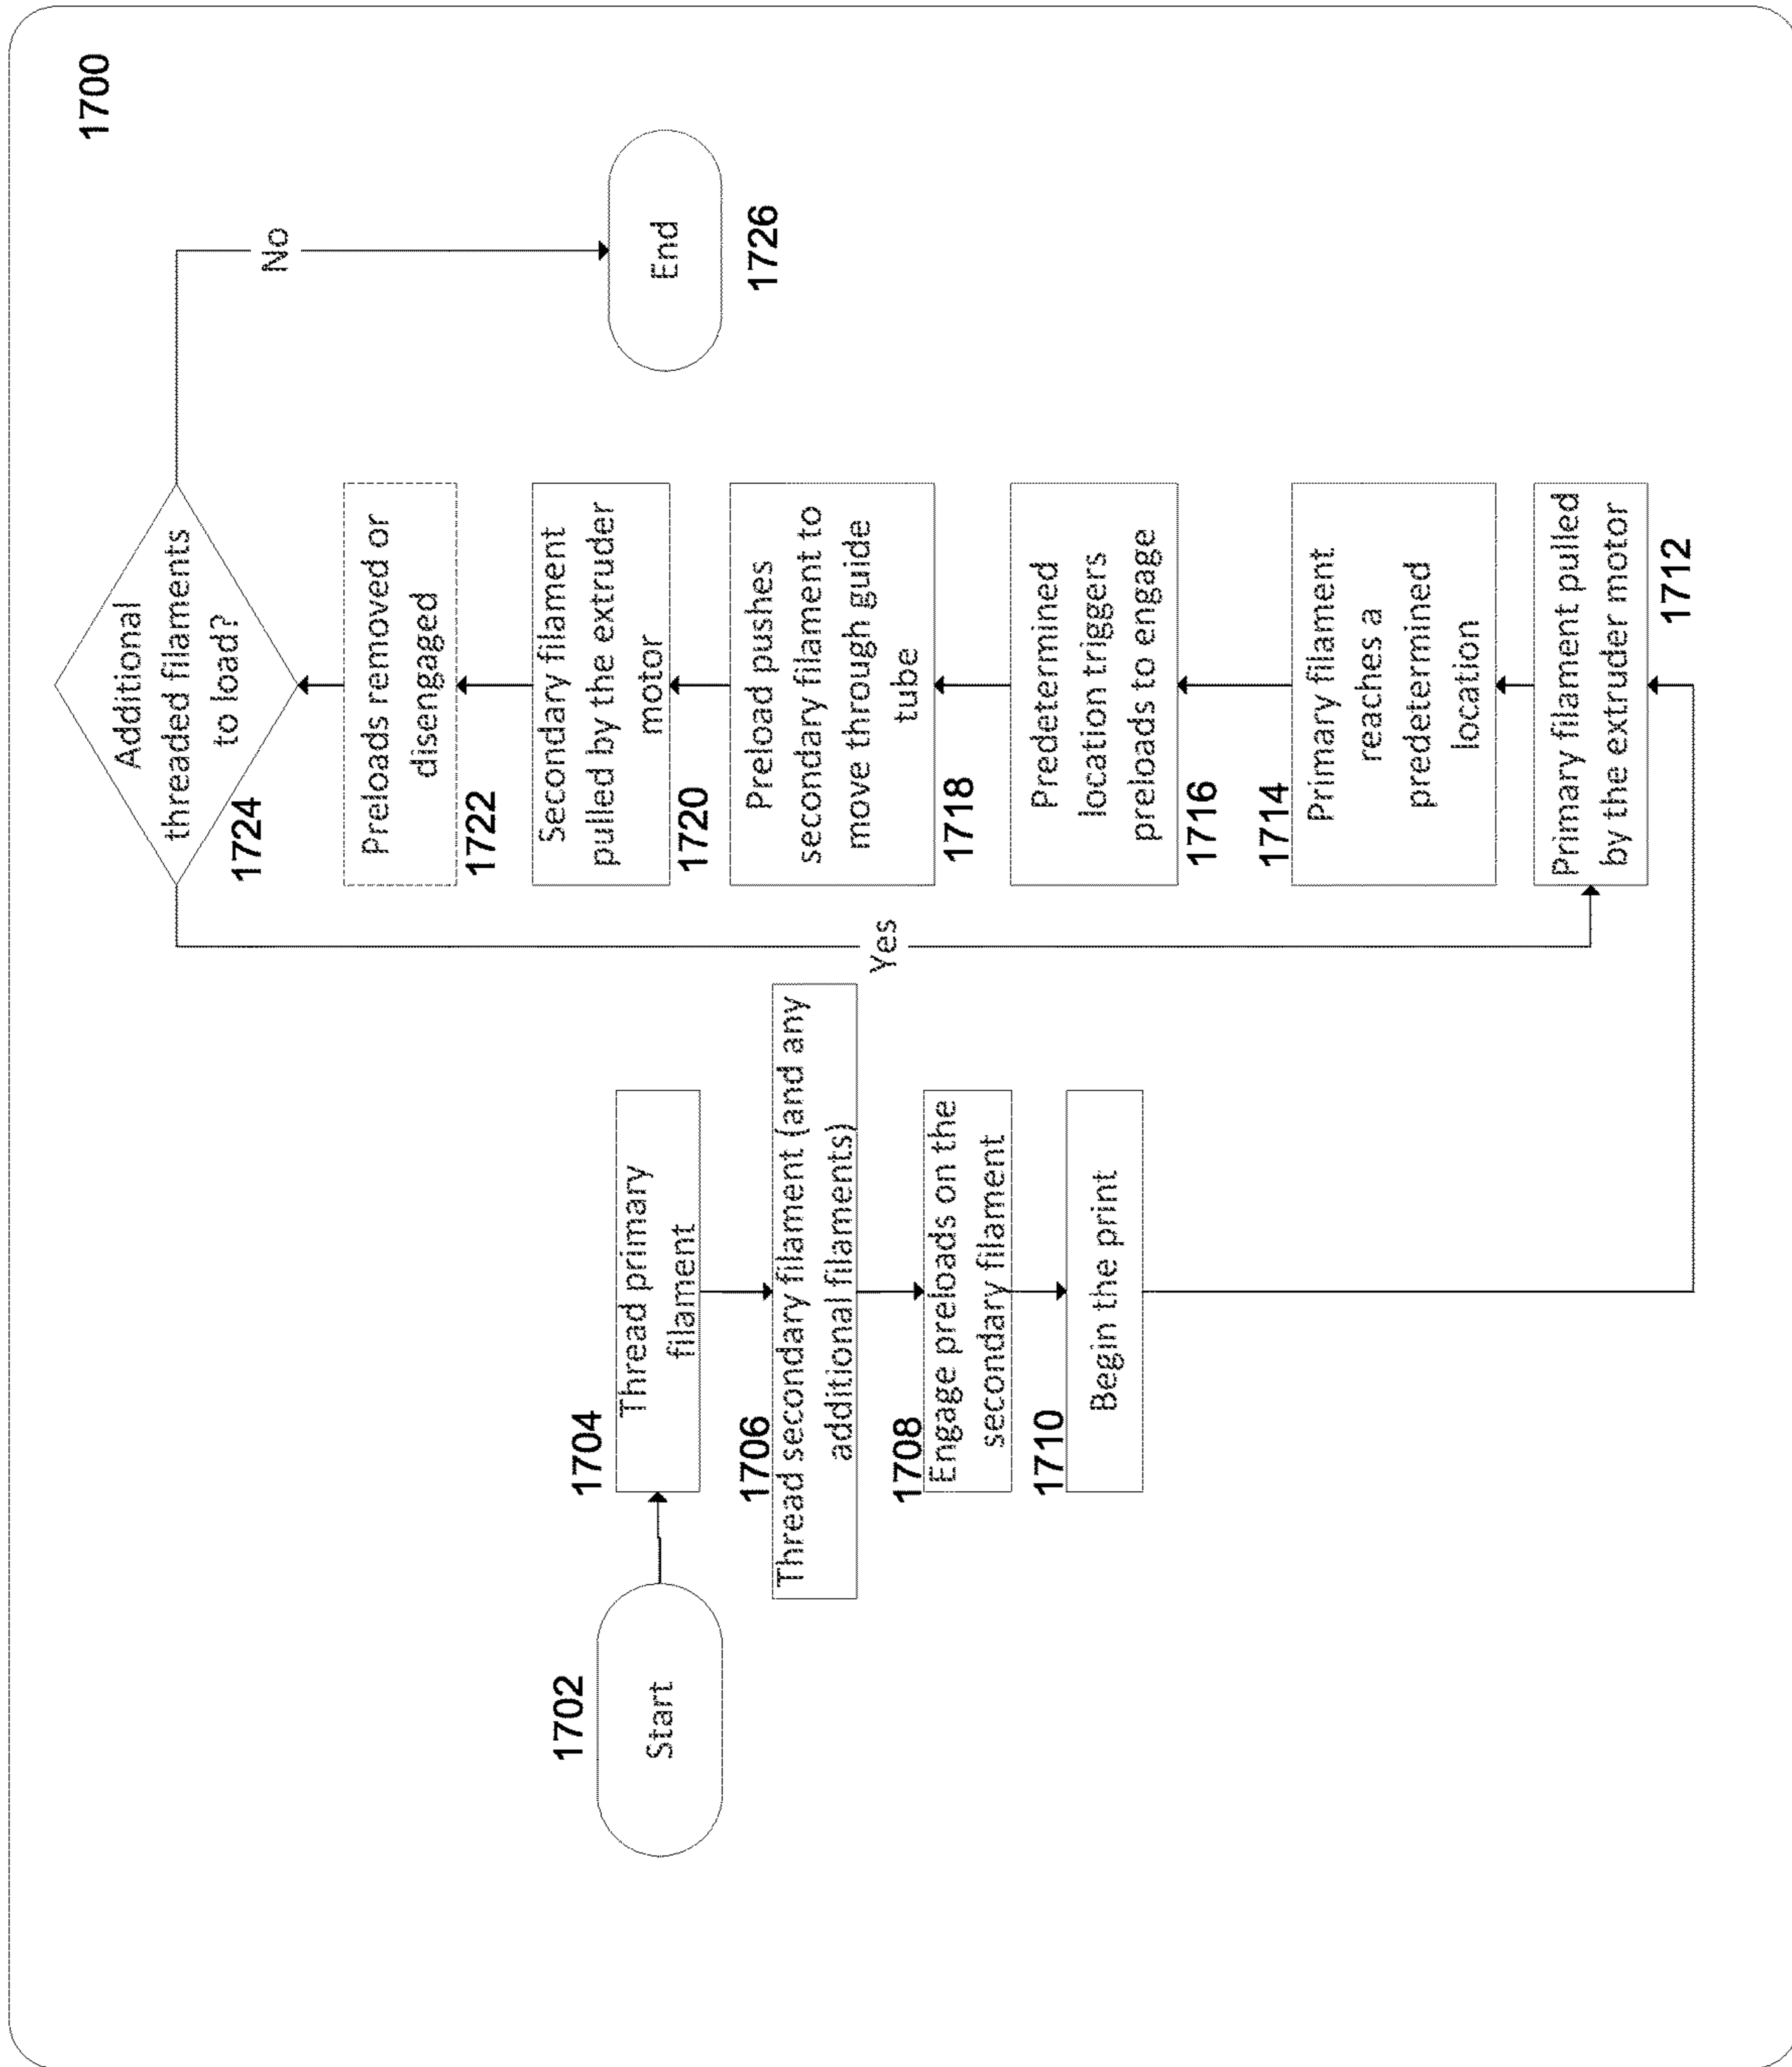 1700
1702
Start
1704
Thread primary
filament
1706
Thread secondary filament (and any
additional filaments)
1708
Engage preloads on the
secondary filament
1710
Begin the print
Additional
threaded filaments
to load?
1724
No
Yes
End
1726
Preloads removed or
disengaged
1722
Secondary filament
pulled by the extruder
motor
1720
Preload pushes
secondary filament to
move through guide
tube
1718
Predetermined
location triggers
preloads to engage
1716
Primary filament
reaches a
predetermined
location
1714
Primary filament pulled
by the extruder motor
1712